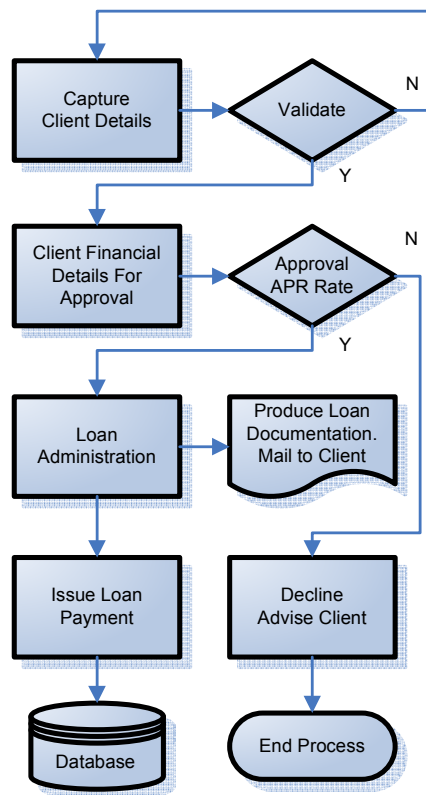 Capture
Client Details
Validate
N
Y
Client Financial
Details For
Approval
Approval
APR Rate
N
Y
Loan
Administration
Produce Loan
Documentation.
Mail to Client
Issue Loan
Payment
Decline
Advise Client
Database
End Process